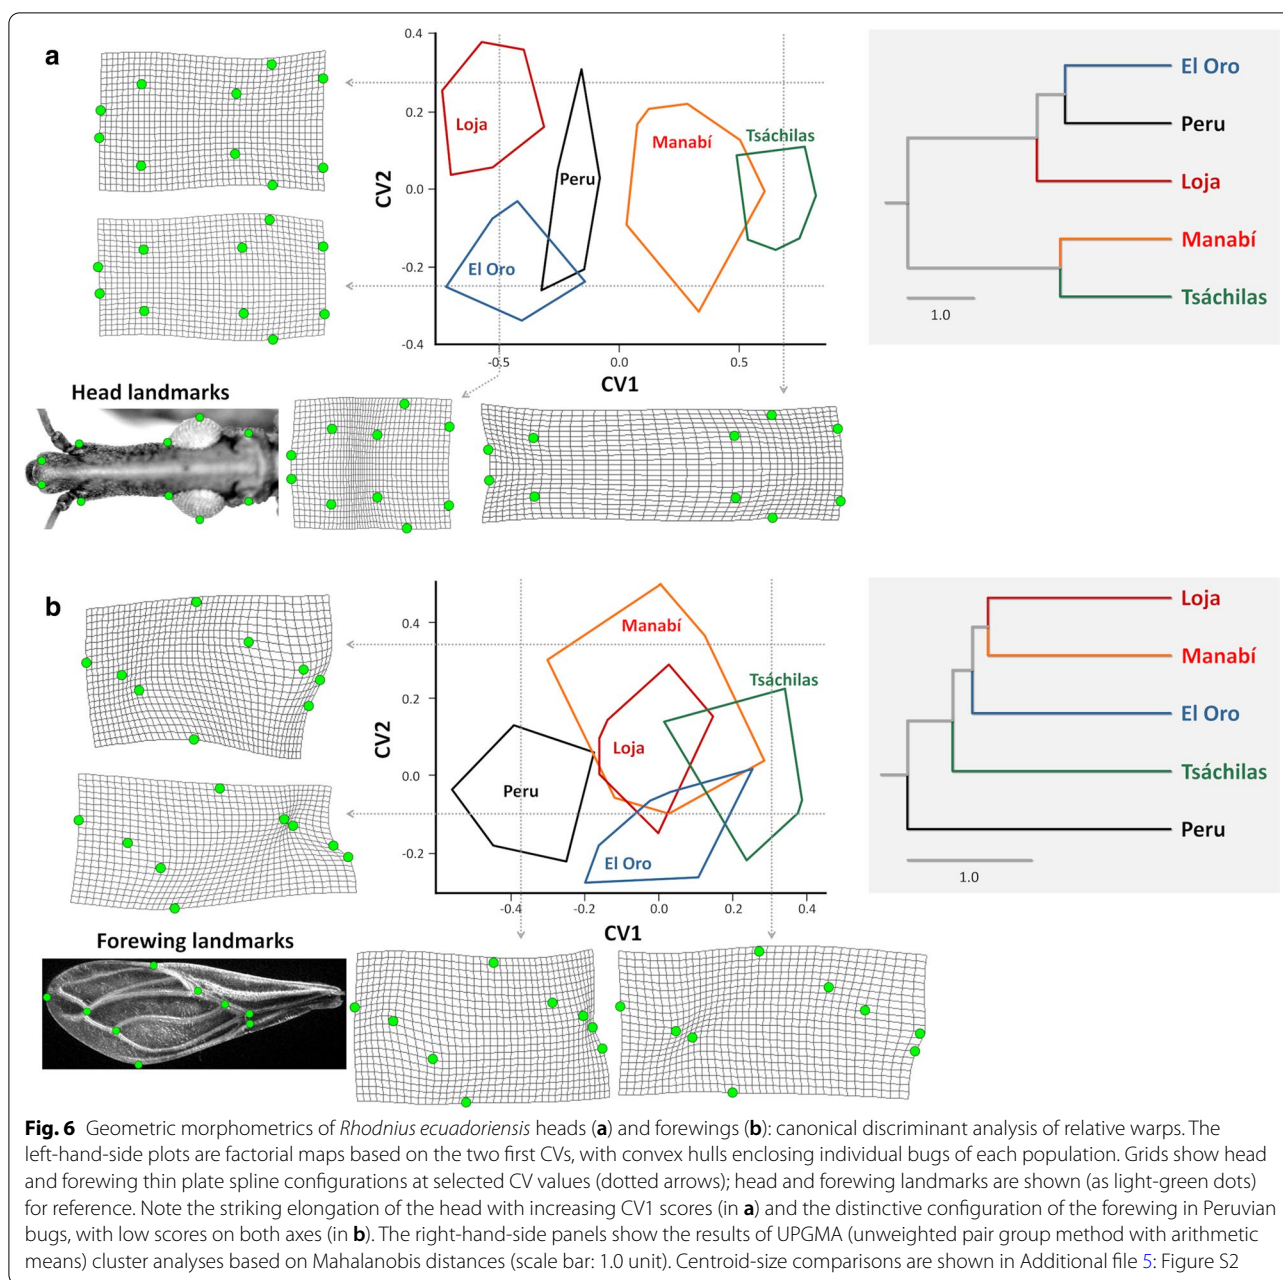 a
0.4
0.2
0.0
-0.2
-0.4
CV2
Loja
Peru
El Oro
Manabí
Tsáchilas
-0.5
0.0
0.5
CV1
El Oro
Peru
Loja
Manabí
Tsáchilas
1.0
Head landmarks
b
0.4
0.2
0.0
-0.2
CV2
Manabí
Tsáchilas
Loja
Peru
El Oro
-0.4
-0.2
0.0
0.2
0.4
CV1
Loja
Manabí
El Oro
Tsáchilas
Peru
1.0
Forewing landmarks
Fig. 6 Geometric morphometrics of Rhodnius ecuadoriensis heads (a) and forewings (b): canonical discriminant analysis of relative warps. The
left-hand-side plots are factorial maps based on the two first CVs, with convex hulls enclosing individual bugs of each population. Grids show head
and forewing thin plate spline configurations at selected CV values (dotted arrows); head and forewing landmarks are shown (as light-green dots)
for reference. Note the striking elongation of the head with increasing CV1 scores (in a) and the distinctive configuration of the forewing in Peruvian
bugs, with low scores on both axes (in b). The right-hand-side panels show the results of UPGMA (unweighted pair group method with arithmetic
means) cluster analyses based on Mahalanobis distances (scale bar: 1.0 unit). Centroid-size comparisons are shown in Additional file 5: Figure S2